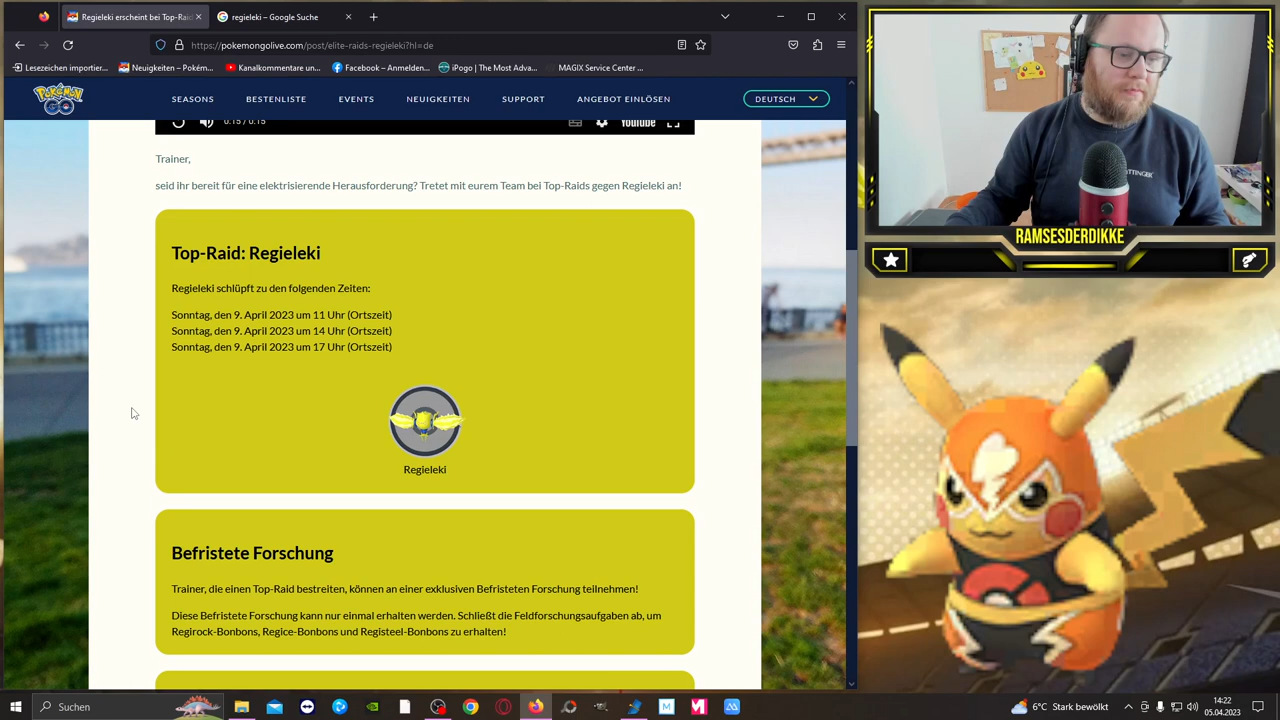 Regieleki erscheint bei Top-Raid
regieleki – Google Suche
https://pokemongolive.com/post/elite-raids-regieleki?hl=de
Lesezeichen importier...
Neuigkeiten – Pokém...
Kanalkommentare un...
Facebook – Anmelden...
iPogo | The Most Adva...
MAGIX Service Center ...
POKÉMON GO
SEASONS
BESTENLISTE
EVENTS
NEUIGKEITEN
SUPPORT
ANGEBOT EINLÖSEN
DEUTSCH
0:15 / 0:15
YouTube
Trainer,
seid ihr bereit für eine elektrisierende Herausforderung? Tretet mit eurem Team bei Top-Raids gegen Regieleki an!
Top-Raid: Regieleki
Regieleki schlüpft zu den folgenden Zeiten:
Sonntag, den 9. April 2023 um 11 Uhr (Ortszeit)
Sonntag, den 9. April 2023 um 14 Uhr (Ortszeit)
Sonntag, den 9. April 2023 um 17 Uhr (Ortszeit)
Regieleki
Befristete Forschung
Trainer, die einen Top-Raid bestreiten, können an einer exklusiven Befristeten Forschung teilnehmen!
Diese Befristete Forschung kann nur einmal erhalten werden. Schließt die Feldforschungsaufgaben ab, um
Regirock-Bonbons, Regice-Bonbons und Registeel-Bonbons zu erhalten!
RAMSESDERDIKKE
Suchen
6°C Stark bewölkt
14:22
05.04.2023